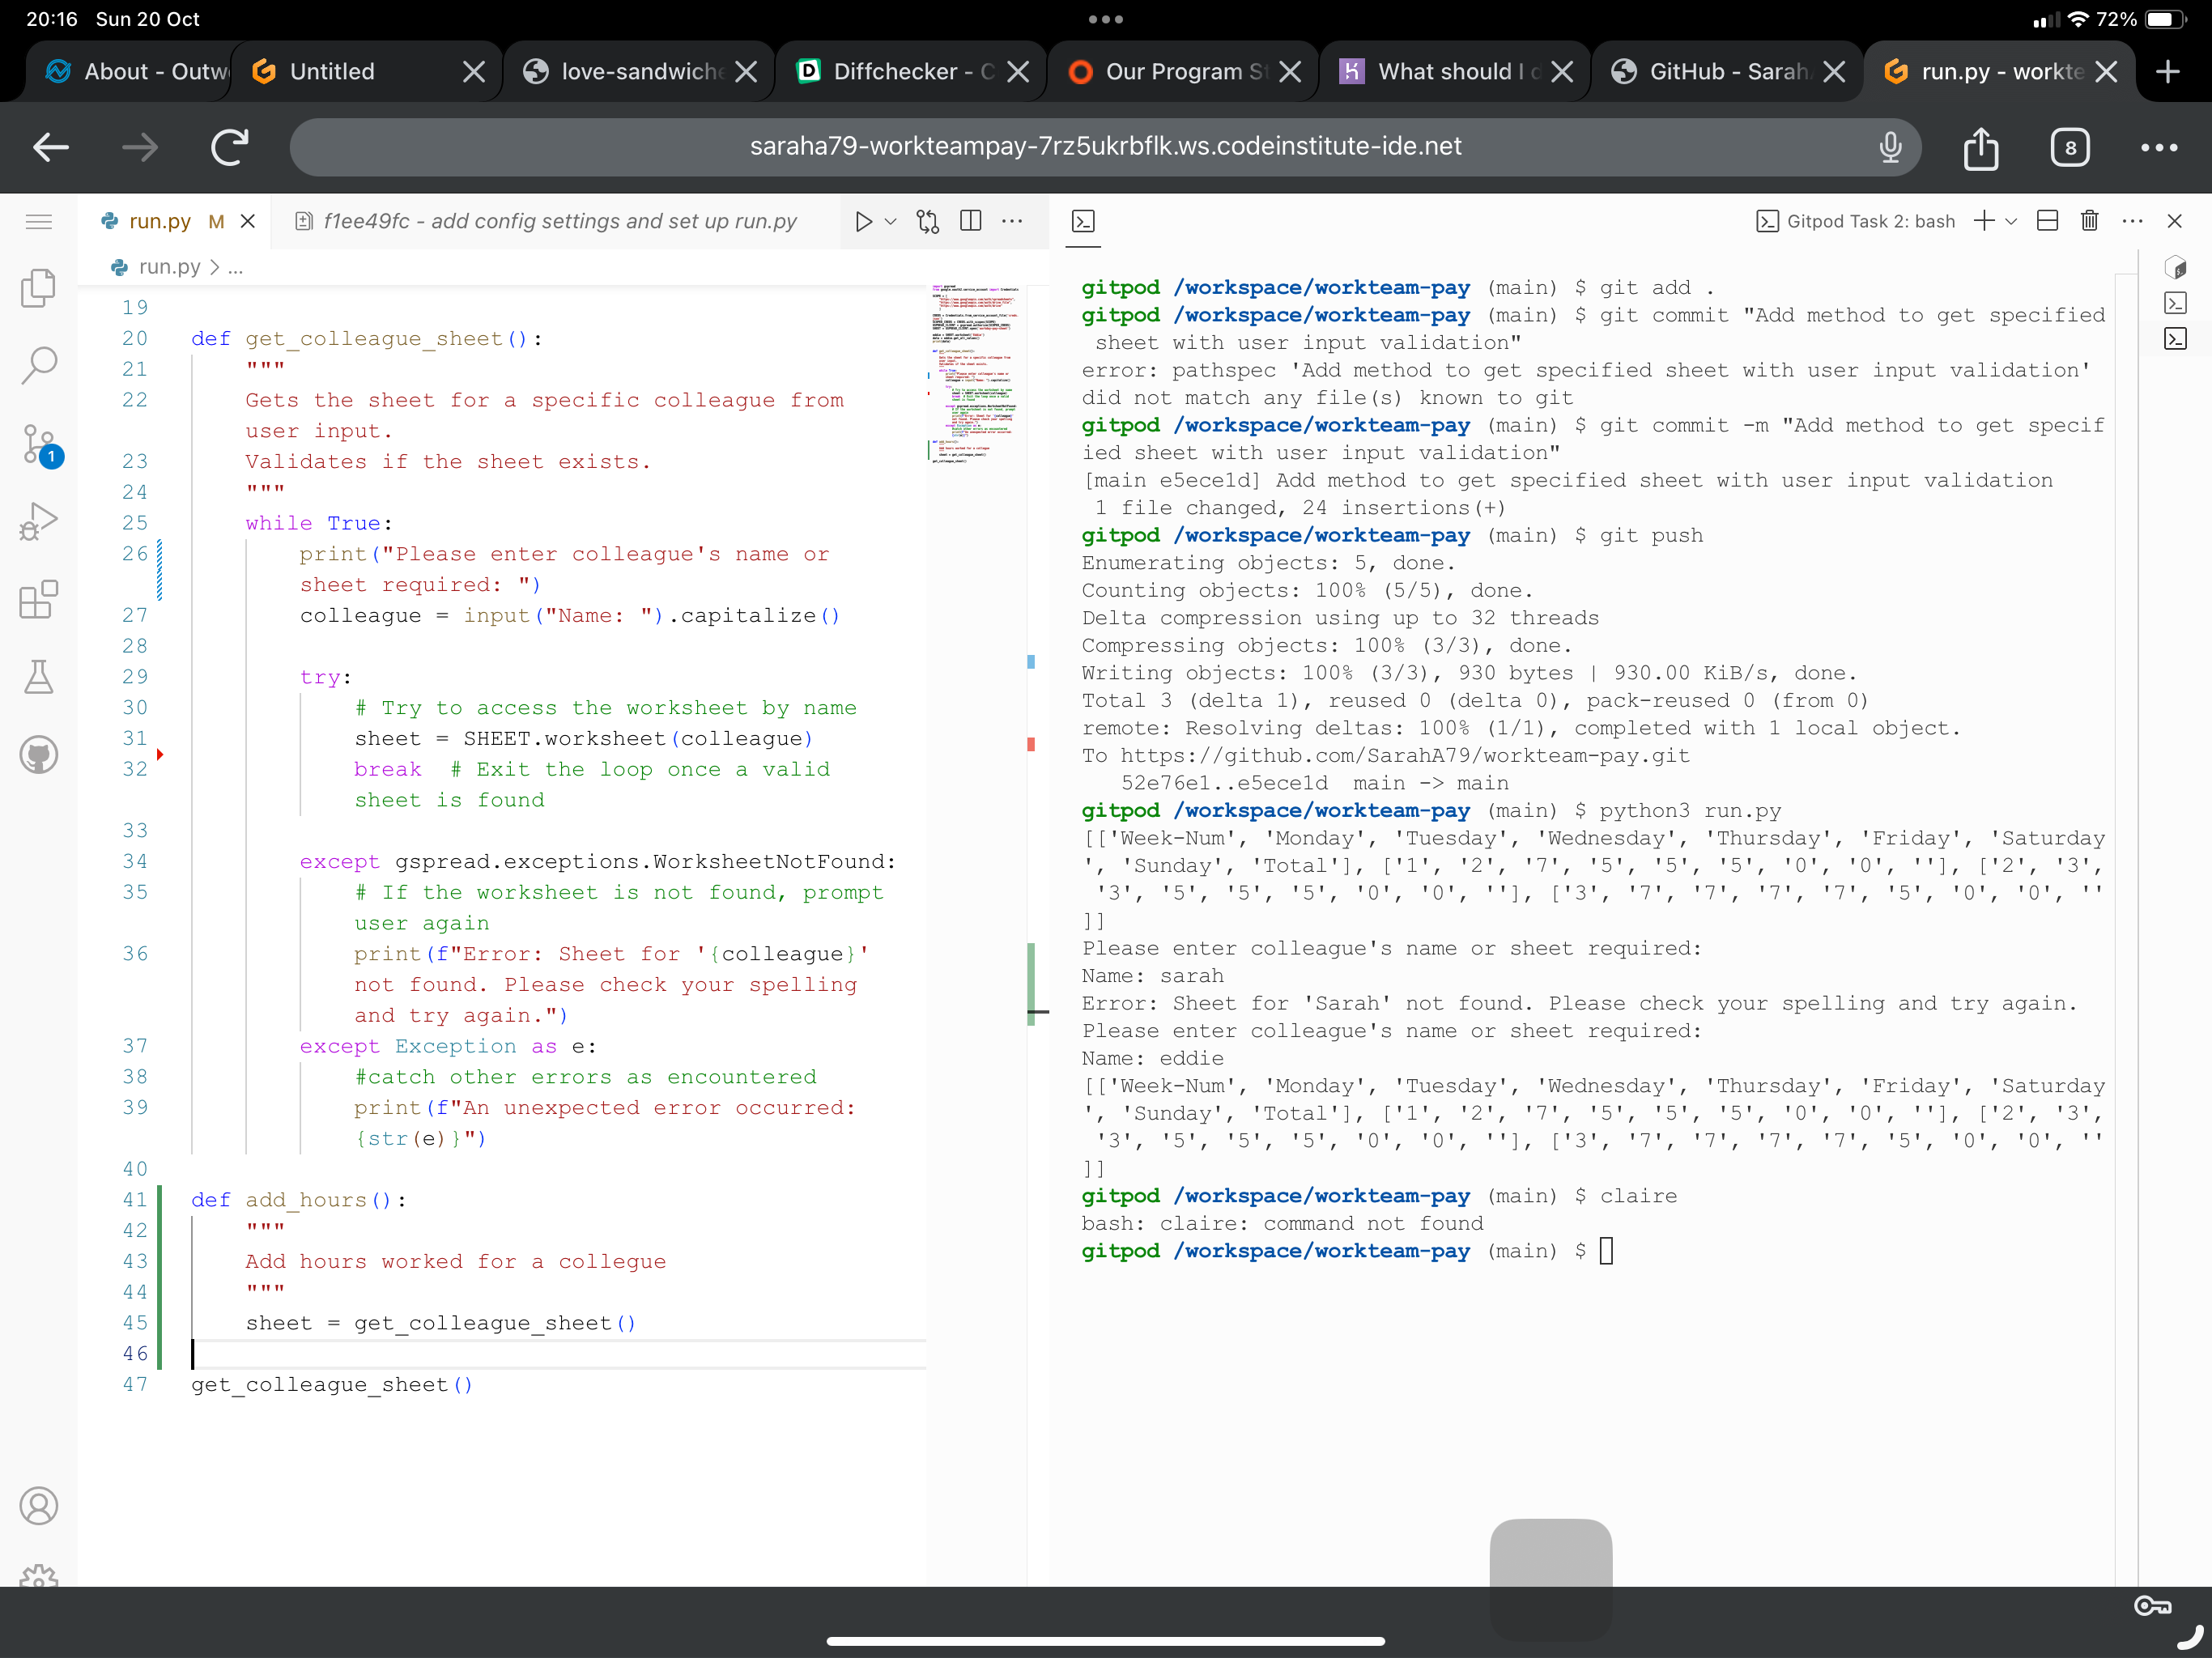 20:16 Sun 20 Oct
72%
About - Outw
Untitled
love-sandwiche
Diffchecker - C
Our Program St
What should I c
GitHub - Sarah
run.py - workte
saraha79-workteampay-7rz5ukrbflk.ws.codeinstitute-ide.net
8
run.py M
f1ee49fc - add config settings and set up run.py
run.py > ...
19
20 def get_colleague_sheet():
21 """
22 Gets the sheet for a specific colleague from
user input.
23 Validates if the sheet exists.
24 """
25 while True:
26 print("Please enter colleague's name or
sheet required: ")
27 colleague = input("Name: ").capitalize()
28
29 try:
30 # Try to access the worksheet by name
31 sheet = SHEET.worksheet(colleague)
32 break # Exit the loop once a valid
sheet is found
33
34 except gspread.exceptions.WorksheetNotFound:
35 # If the worksheet is not found, prompt
user again
36 print(f"Error: Sheet for '{colleague}'
not found. Please check your spelling
and try again.")
37 except Exception as e:
38 #catch other errors as encountered
39 print(f"An unexpected error occurred:
{str(e)}")
40
41 def add_hours():
42 """
43 Add hours worked for a collegue
44 """
45 sheet = get_colleague_sheet()
46
47 get_colleague_sheet()
1
Gitpod Task 2: bash
gitpod /workspace/workteam-pay (main) $ git add .
gitpod /workspace/workteam-pay (main) $ git commit "Add method to get specified
sheet with user input validation"
error: pathspec 'Add method to get specified sheet with user input validation'
did not match any file(s) known to git
gitpod /workspace/workteam-pay (main) $ git commit -m "Add method to get specif
ied sheet with user input validation"
[main e5ece1d] Add method to get specified sheet with user input validation
1 file changed, 24 insertions(+)
gitpod /workspace/workteam-pay (main) $ git push
Enumerating objects: 5, done.
Counting objects: 100% (5/5), done.
Delta compression using up to 32 threads
Compressing objects: 100% (3/3), done.
Writing objects: 100% (3/3), 930 bytes | 930.00 KiB/s, done.
Total 3 (delta 1), reused 0 (delta 0), pack-reused 0 (from 0)
remote: Resolving deltas: 100% (1/1), completed with 1 local object.
To https://github.com/SarahA79/workteam-pay.git
52e76e1..e5ece1d main -> main
gitpod /workspace/workteam-pay (main) $ python3 run.py
[['Week-Num', 'Monday', 'Tuesday', 'Wednesday', 'Thursday', 'Friday', 'Saturday
', 'Sunday', 'Total'], ['1', '2', '7', '5', '5', '5', '0', '0', ''], ['2', '3',
'3', '5', '5', '5', '0', '0', ''], ['3', '7', '7', '7', '7', '5', '0', '0', ''
]]
Please enter colleague's name or sheet required:
Name: sarah
Error: Sheet for 'Sarah' not found. Please check your spelling and try again.
Please enter colleague's name or sheet required:
Name: eddie
[['Week-Num', 'Monday', 'Tuesday', 'Wednesday', 'Thursday', 'Friday', 'Saturday
', 'Sunday', 'Total'], ['1', '2', '7', '5', '5', '5', '0', '0', ''], ['2', '3',
'3', '5', '5', '5', '0', '0', ''], ['3', '7', '7', '7', '7', '5', '0', '0', ''
]]
gitpod /workspace/workteam-pay (main) $ claire
bash: claire: command not found
gitpod /workspace/workteam-pay (main) $